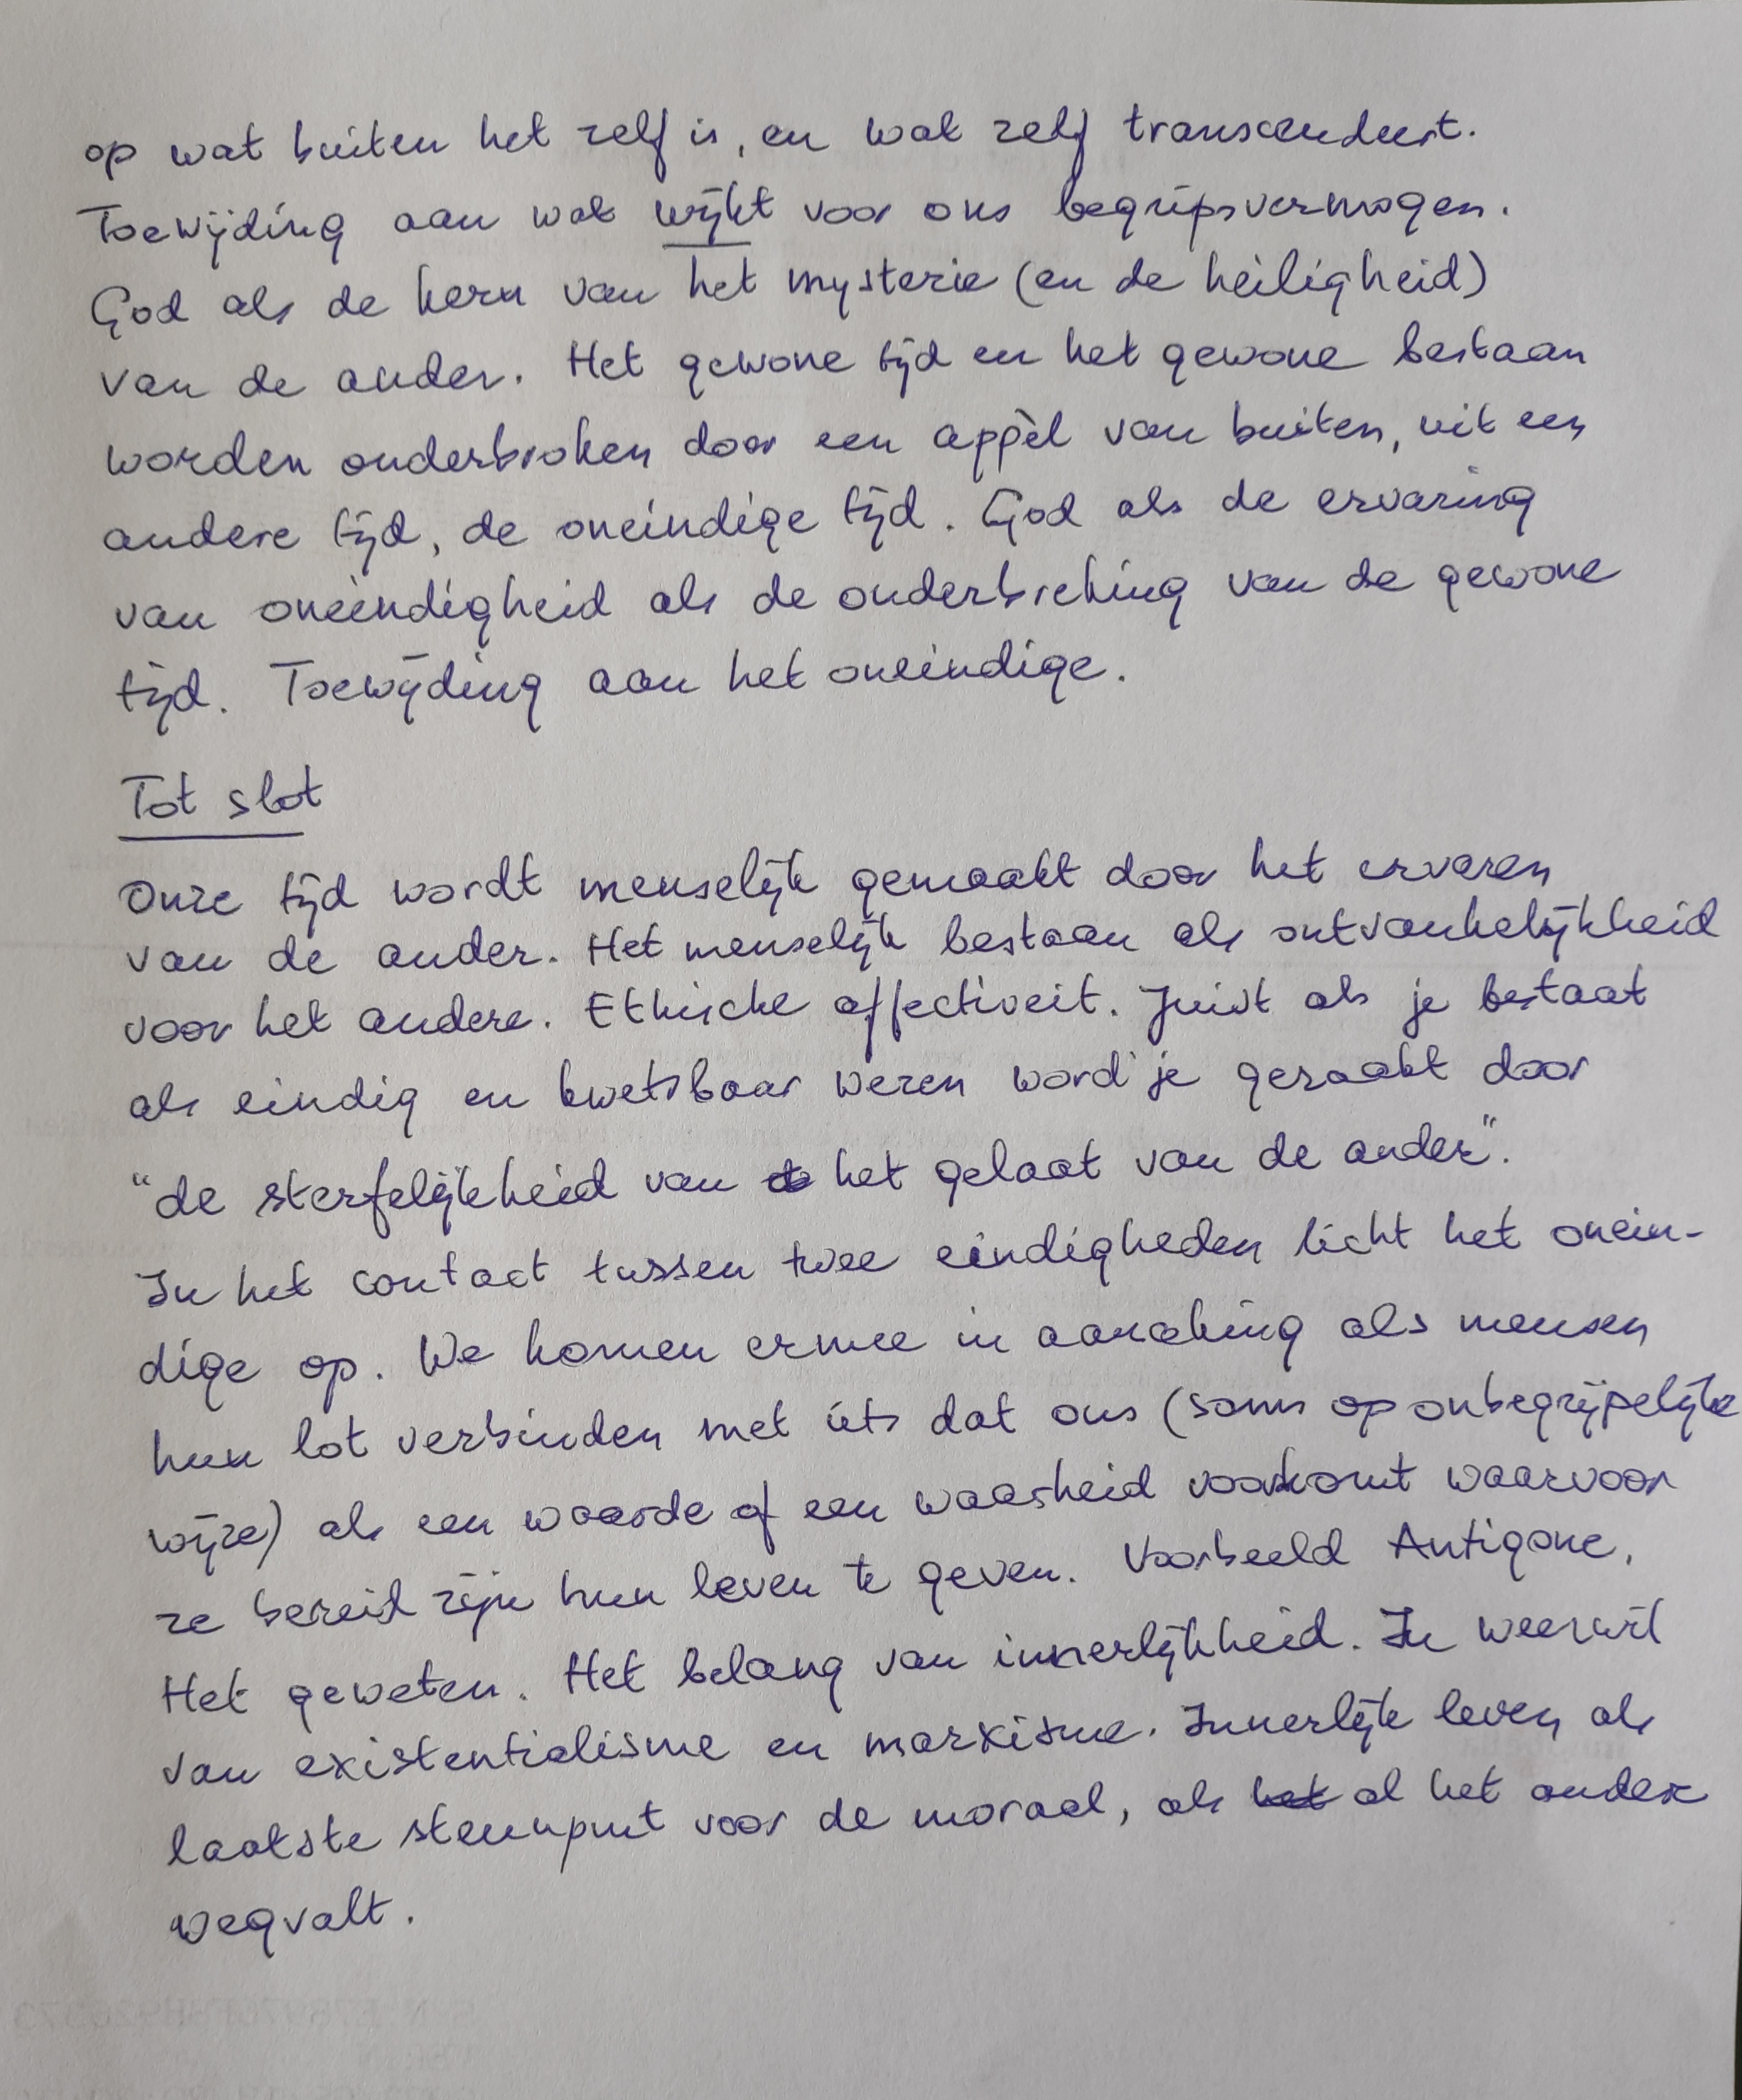 op wat buiten het zelf is, en wat zelf transcendeert.
Toewijding aan wat wijkt voor ons begripsvermogen.
God als de kern van het mysterie (en de heiligheid)
van de ander. Het gewone tijd en het gewone bestaan
worden onderbroken door een appèl van buiten, uit een
andere tijd, de oneindige tijd. God als de ervaring
van oneindigheid als de onderbreking van de gewone
tijd. Toewijding aan het oneindige.
Tot slot
Onze tijd wordt menselijk gemaakt door het ervaren
van de ander. Het menselijk bestaan als ontvankelijkheid
voor het andere. Ethische affectiveit. Juist als je bestaat
als eindig en kwetsbaar wezen word je geraakt door
"de sterfelijkheid van het gelaat van de ander".
In het contact tussen twee eindigheden licht het onein-
dige op. We komen ermee in aanraking als mensen
hun lot verbinden met iets dat ons (soms op onbegrijpelijke
wijze) als een waarde of een waarheid voorkomt waarvoor
ze bereid zijn hun leven te geven. Voorbeeld Antigone.
Het geweten. Het belang van innerlijkheid. In weerwil
van existentialisme en marxisme. Innerlijk leven als
laatste steunpunt voor de moraal, als het al het andere
wegvalt.